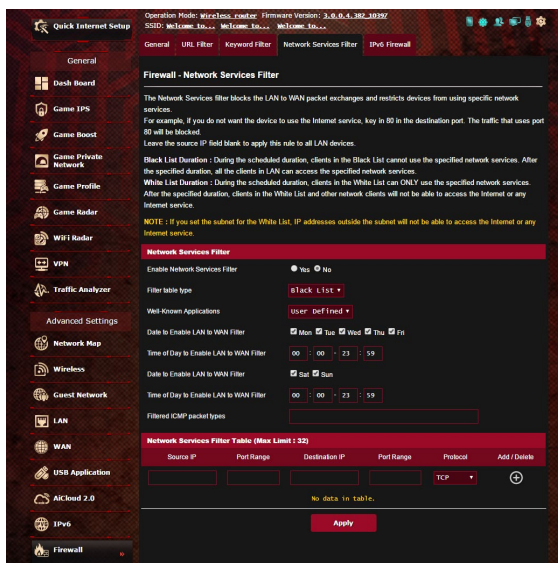 Quick Internet Setup
General
Dash Board
Game IPS
Game Boost
Game Private
Network
Game Profile
Game Radar
WiFi Radar
VPN
Traffic Analyzer
Advanced Settings
Network Map
Wireless
Guest Network
LAN
WAN
USB Application
AiCloud 2.0
IPv6
Firewall
Operation Mode: Wireless router Firmware Version: 3.0.0.4.382_10397
SSID: Welcome to... Welcome to... Welcome to...
General URL Filter Keyword Filter Network Services Filter IPv6 Firewall
Firewall - Network Services Filter
The Network Services filter blocks the LAN to WAN packet exchanges and restricts devices from using specific network
services.
For example, if you do not want the device to use the Internet service, key in 80 in the destination port. The traffic that uses port
80 will be blocked.
Leave the source IP field blank to apply this rule to all LAN devices.
Black List Duration : During the scheduled duration, clients in the Black List cannot use the specified network services. After
the specified duration, all the clients in LAN can access the specified network services.
White List Duration : During the scheduled duration, clients in the White List can ONLY use the specified network services.
After the specified duration, clients in the White List and other network clients will not be able to access the Internet or any
Internet service.
NOTE : If you set the subnet for the White List, IP addresses outside the subnet will not be able to access the Internet or any
Internet service.
Network Services Filter
Enable Network Services Filter Yes No
Filter table type Black List
Well-Known Applications User Defined
Date to Enable LAN to WAN Filter Mon Tue Wed Thu Fri
Time of Day to Enable LAN to WAN Filter 00 : 00 - 23 : 59
Date to Enable LAN to WAN Filter Sat Sun
Time of Day to Enable LAN to WAN Filter 00 : 00 - 23 : 59
Filtered ICMP packet types
Network Services Filter Table (Max Limit : 32)
Source IP Port Range Destination IP Port Range Protocol Add / Delete
TCP
No data in table.
Apply